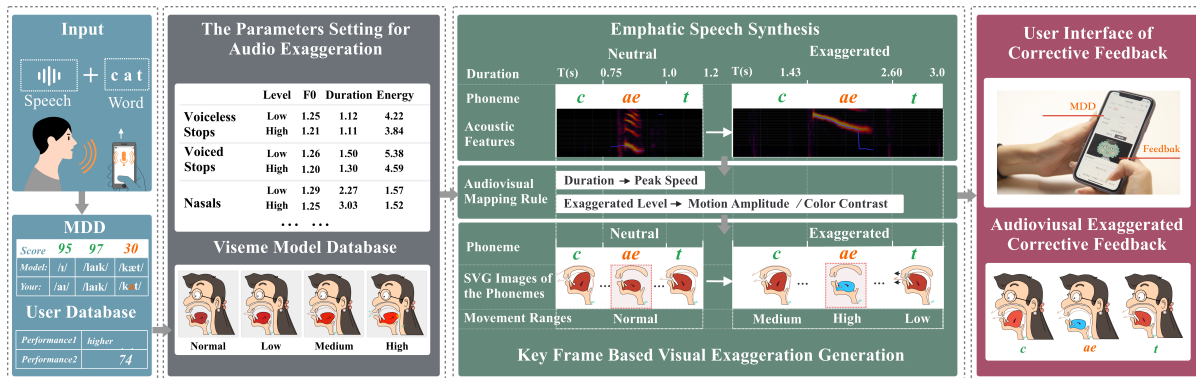 Input
Speech
+
c a t
Word
MDD
Score 95 97 30
Model: /ɪ/ /laɪk/ /kæt/
Your: /aɪ/ /laɪk/
User Database
Performance1 higher
Performance2 74
The Parameters Setting for
Audio Exaggeration
Level F0 Duration Energy
Voiceless Stops Low 1.25 1.12 4.22
High 1.21 1.11 3.84
Voiced Stops Low 1.26 1.50 5.38
High 1.20 1.30 4.59
Nasals Low 1.29 2.27 1.57
High 1.25 3.03 1.52
... ...
Viseme Model Database
Normal Low Medium High
Emphatic Speech Synthesis
Neutral Exaggerated
Duration T(s) 0.75 1.0 1.2 T(s) 1.43 2.60 3.0
Phoneme c ae t c ae t
Acoustic
Features
Audiovisual
Mapping Rule
Duration → Peak Speed
Exaggerated Level → Motion Amplitude / Color Contrast
Neutral Exaggerated
Phoneme c ae t c ae t
SVG Images of
the Phonemes
... ... ... ...
Movement Ranges Normal Medium High Low
Key Frame Based Visual Exaggeration Generation
User Interface of
Corrective Feedback
MDD
Feedbak
Audioviusal Exaggerated
Corrective Feedback
c ae t